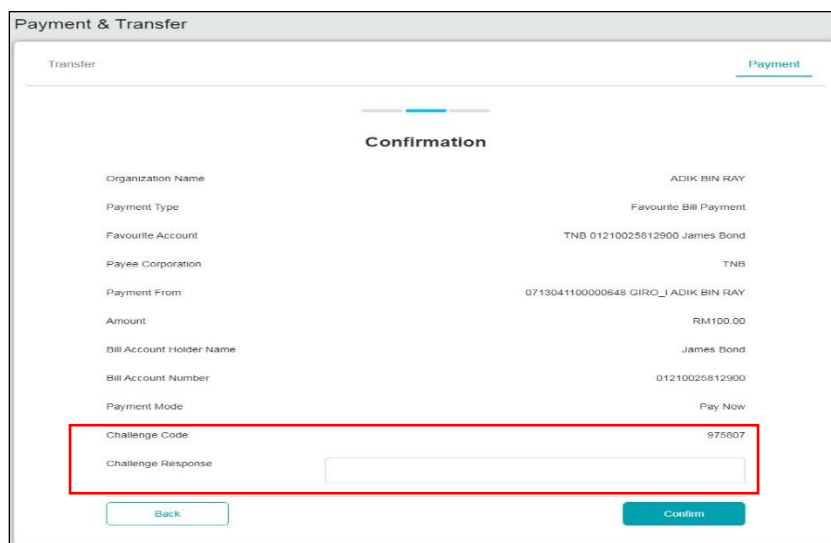 Payment & Transfer
Transfer Payment
Confirmation
Organization Name ADIK BIN RAY
Payment Type Favourite Bill Payment
Favourite Account TNB 01210025812900 James Bond
Payee Corporation TNB
Payment From 0713041100000648 GIRO_I ADIK BIN RAY
Amount RM100.00
Bill Account Holder Name James Bond
Bill Account Number 01210025812900
Payment Mode Pay Now
Challenge Code 975607
Challenge Response
Back Confirm